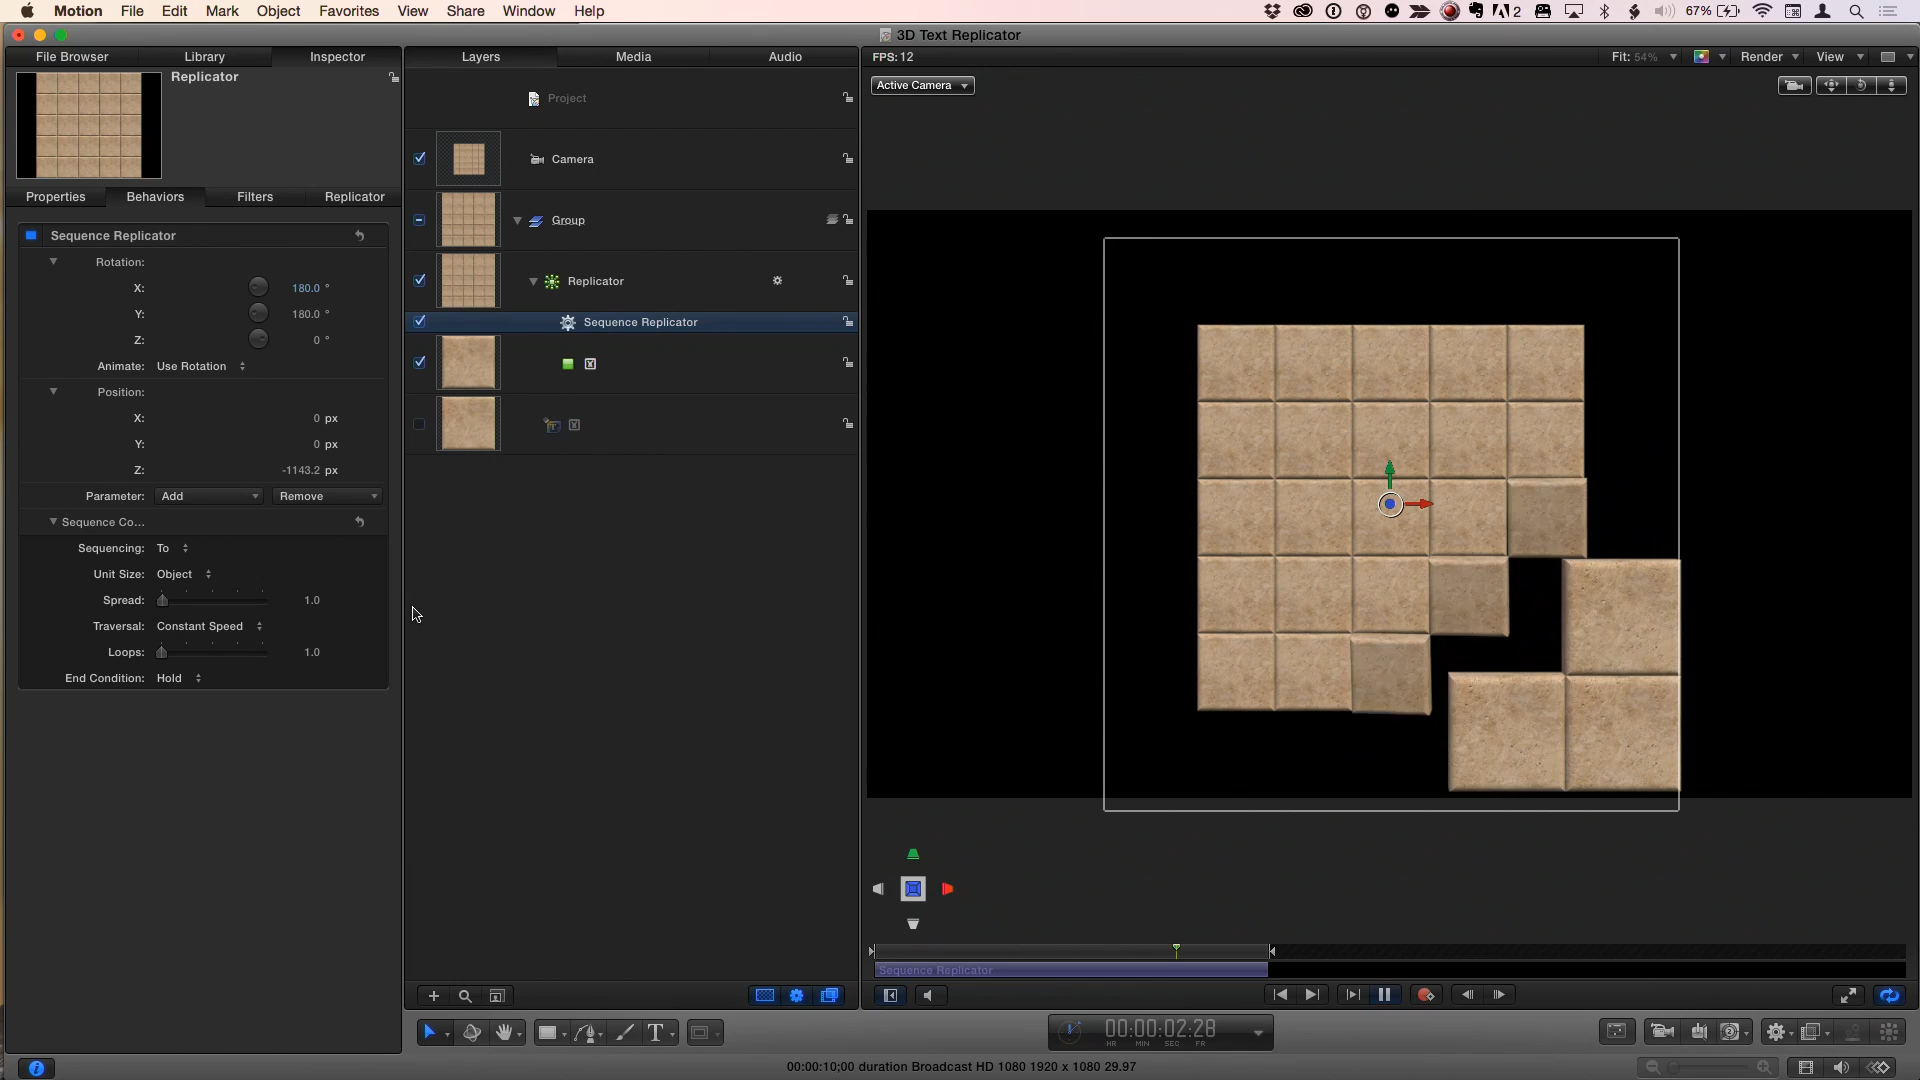 Motion File Edit Mark Object Favorites View Share Window Help 2 67%
3D Text Replicator
File Browser Library Inspector Layers Media Audio FPS: 12 Fit: 54% Render View
Replicator
Active Camera
Project
Camera
Properties Behaviors Filters Replicator
Group
Sequence Replicator
Rotation:
X: 180.0 °
Replicator
Y: 180.0 °
Sequence Replicator
Z: 0 °
Animate: Use Rotation
Position:
X: 0 px
Y: 0 px
Z: -1143.2 px
Parameter: Add Remove
Sequence Co...
Sequencing: To
Unit Size: Object
Spread: 1.0
Traversal: Constant Speed
Loops: 1.0
End Condition: Hold
Sequence Replicator
T 00:00:02:28
HR MIN SEC FR
00:00:10;00 duration Broadcast HD 1080 1920 x 1080 29.97